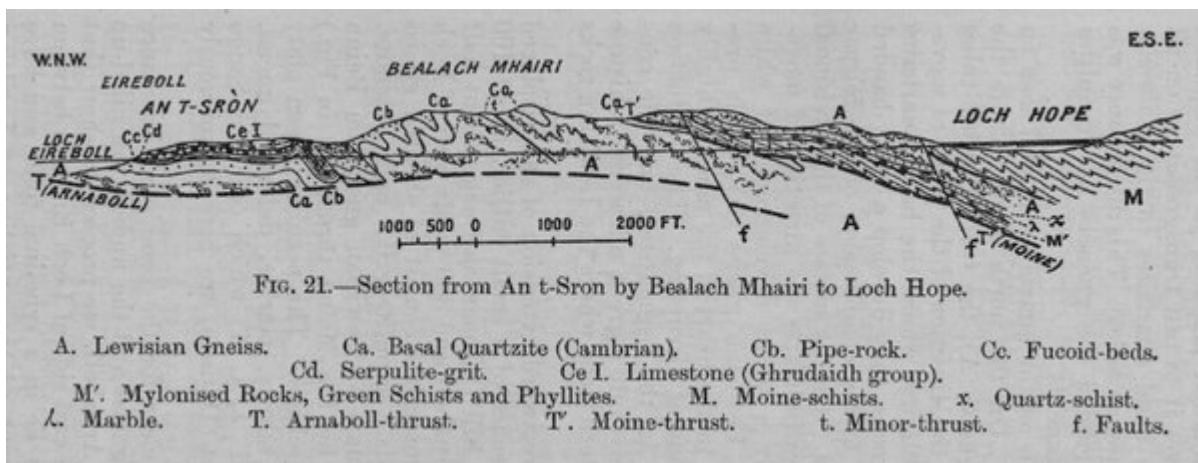 W.N.W.
E.S.E.
EIREBOLL
AN T-SRÒN
BEALACH MHAIRI
LOCH HOPE
Cc Cd Ce I Cb Ca t Ca Ca T' A
LOCH
EIREBOLL
A
T (ARNABOLL)
Ca Cb
A
f
A
f
T' (MOINE)
A
x
λ
M'
M
1000 500 0 1000 2000 FT.
FIG. 21.—Section from An t-Sron by Bealach Mhairi to Loch Hope.
A. Lewisian Gneiss. Ca. Basal Quartzite (Cambrian). Cb. Pipe-rock. Cc. Fucoid-beds.
Cd. Serpulite-grit. Ce I. Limestone (Ghrudaidh group).
M'. Mylonised Rocks, Green Schists and Phyllites. M. Moine-schists. x. Quartz-schist.
λ. Marble. T. Arnaboll-thrust. T'. Moine-thrust. t. Minor-thrust. f. Faults.